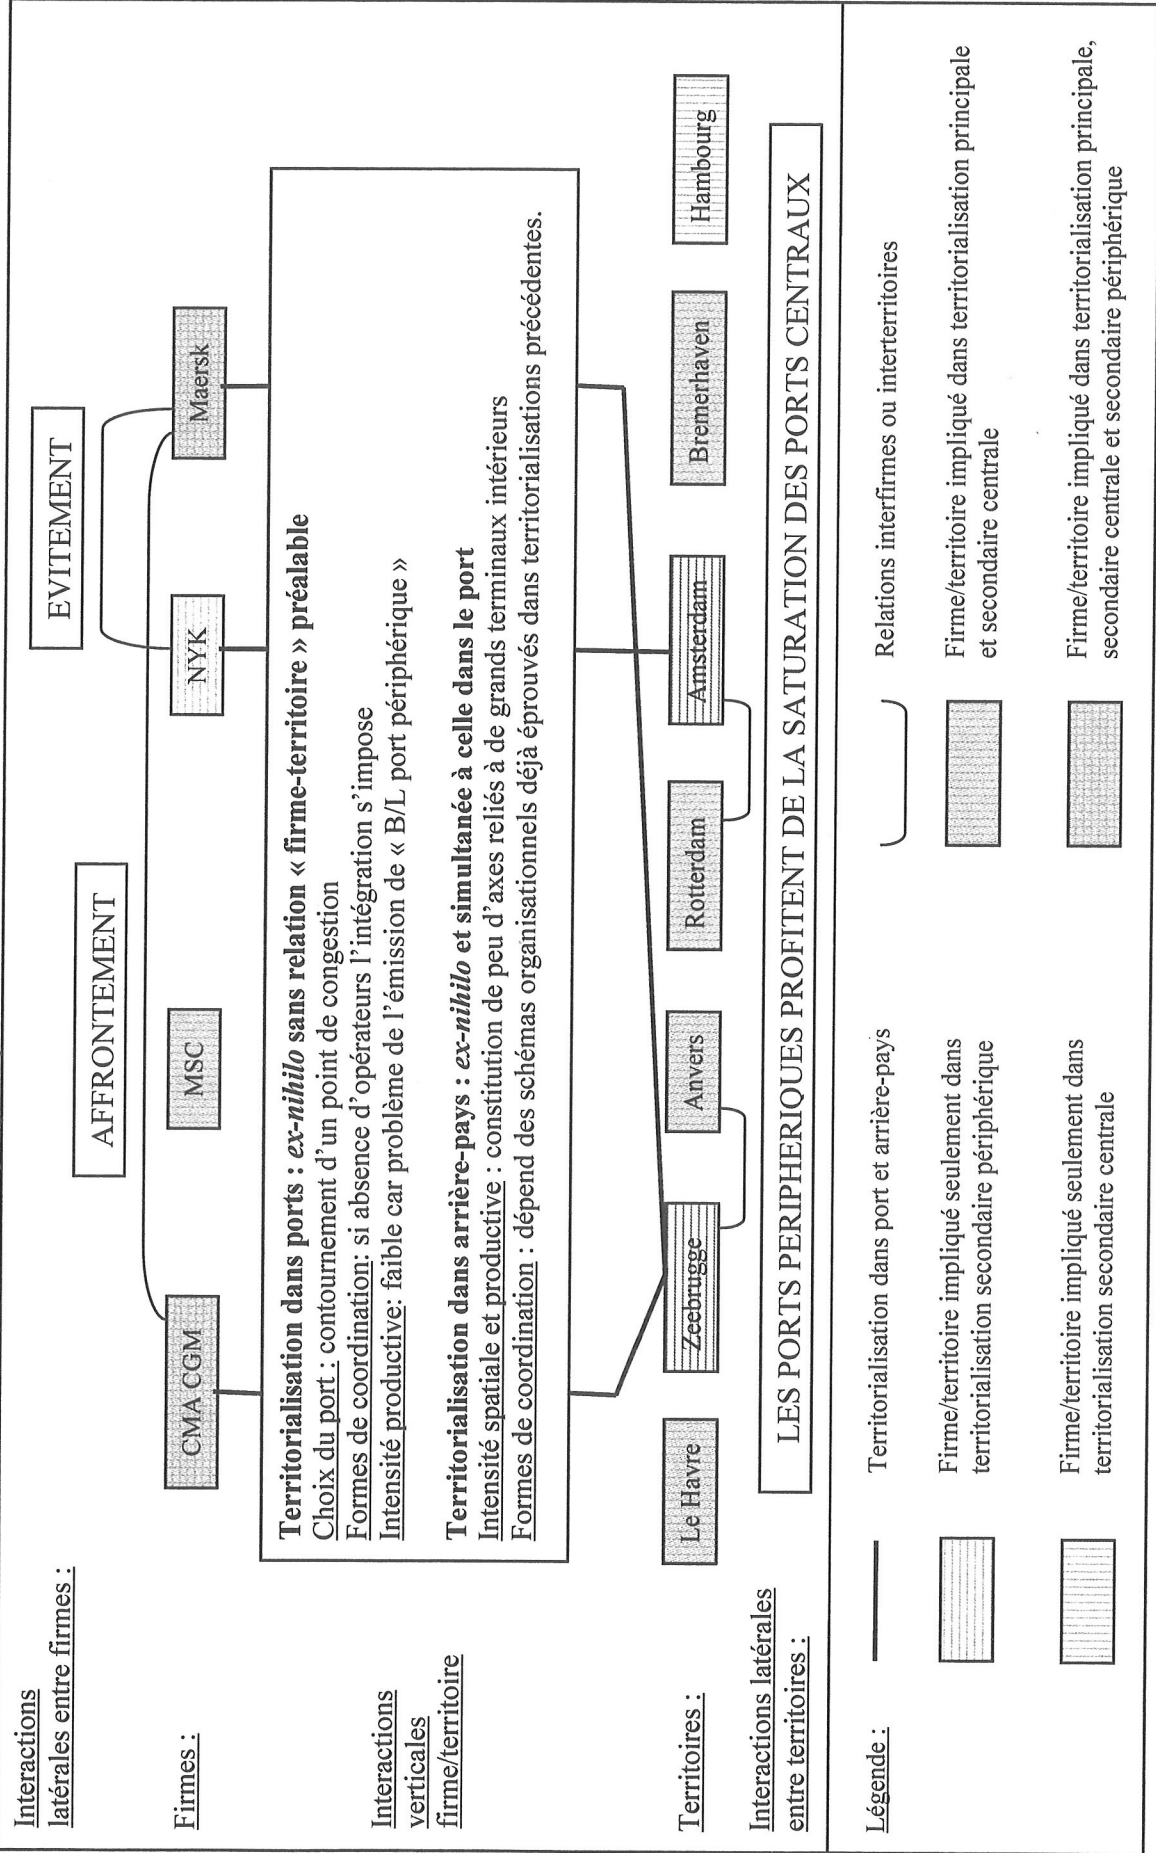 Interactions
latérales entre firmes :
AFFRONTEMENT
EVITEMENT
Firmes :
CMA CGM
MSC
NYK
Maersk
Interactions
verticales
firme/territoire
Territorialisation dans ports : ex-nihilo sans relation « firme-territoire » préalable
Choix du port : contournement d'un point de congestion
Formes de coordination: si absence d'opérateurs l'intégration s'impose
Intensité productive: faible car problème de l'émission de « B/L port périphérique »
Territorialisation dans arrière-pays : ex-nihilo et simultanée à celle dans le port
Intensité spatiale et productive : constitution de peu d'axes reliés à de grands terminaux intérieurs
Formes de coordination : dépend des schémas organisationnels déjà éprouvés dans territorialisations précédentes.
Territoires :
Le Havre
Zeebrugge
Anvers
Rotterdam
Amsterdam
Bremerhaven
Hambourg
Interactions latérales
entre territoires :
LES PORTS PERIPHERIQUES PROFITENT DE LA SATURATION DES PORTS CENTRAUX
Légende :
Territorialisation dans port et arrière-pays
Relations interfirmes ou interterritoires
Firme/territoire impliqué seulement dans
territorialisation secondaire périphérique
Firme/territoire impliqué dans territorialisation principale
et secondaire centrale
Firme/territoire impliqué seulement dans
territorialisation secondaire centrale
Firme/territoire impliqué dans territorialisation principale,
secondaire centrale et secondaire périphérique